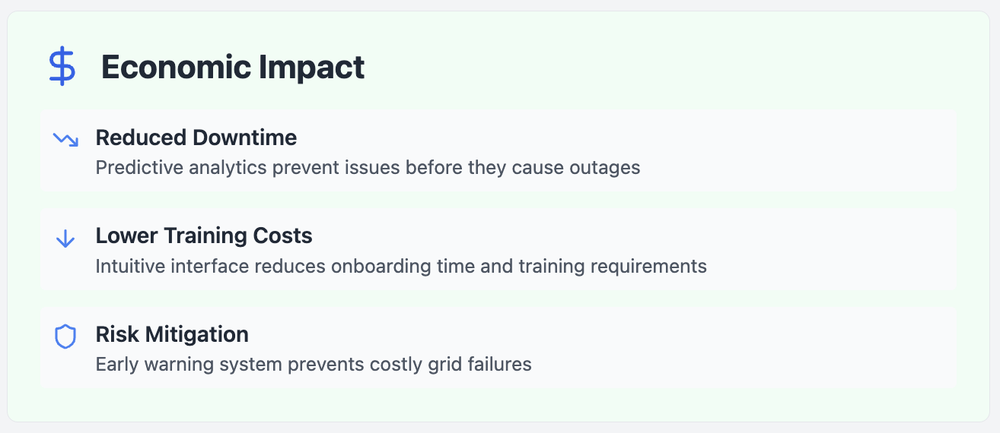 Economic Impact
Reduced Downtime
Predictive analytics prevent issues before they cause outages
Lower Training Costs
Intuitive interface reduces onboarding time and training requirements
Risk Mitigation
Early warning system prevents costly grid failures